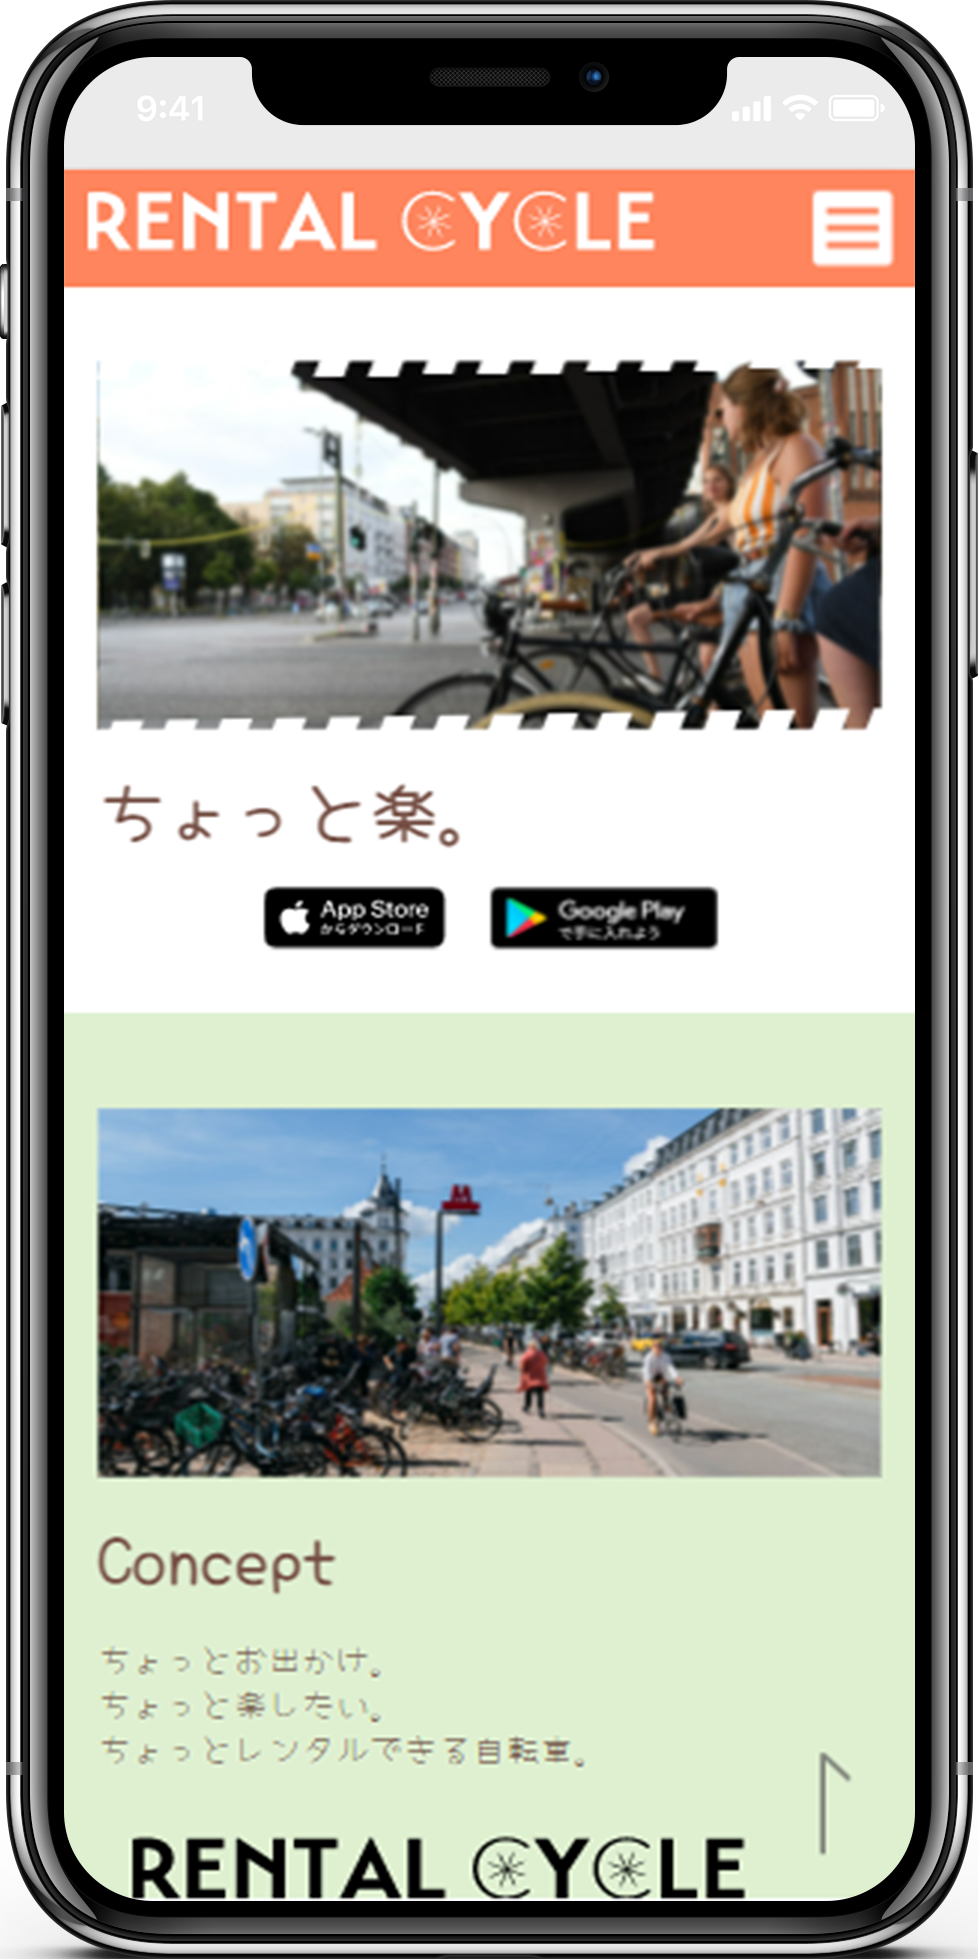 9:41
RENTAL CYCLE
ちょっと楽。
App Store
からダウンロード
Google Play
で手に入れよう
Concept
ちょっとお出かけ。
ちょっと楽したい。
ちょっとレンタルできる自転車。
RENTAL CYCLE